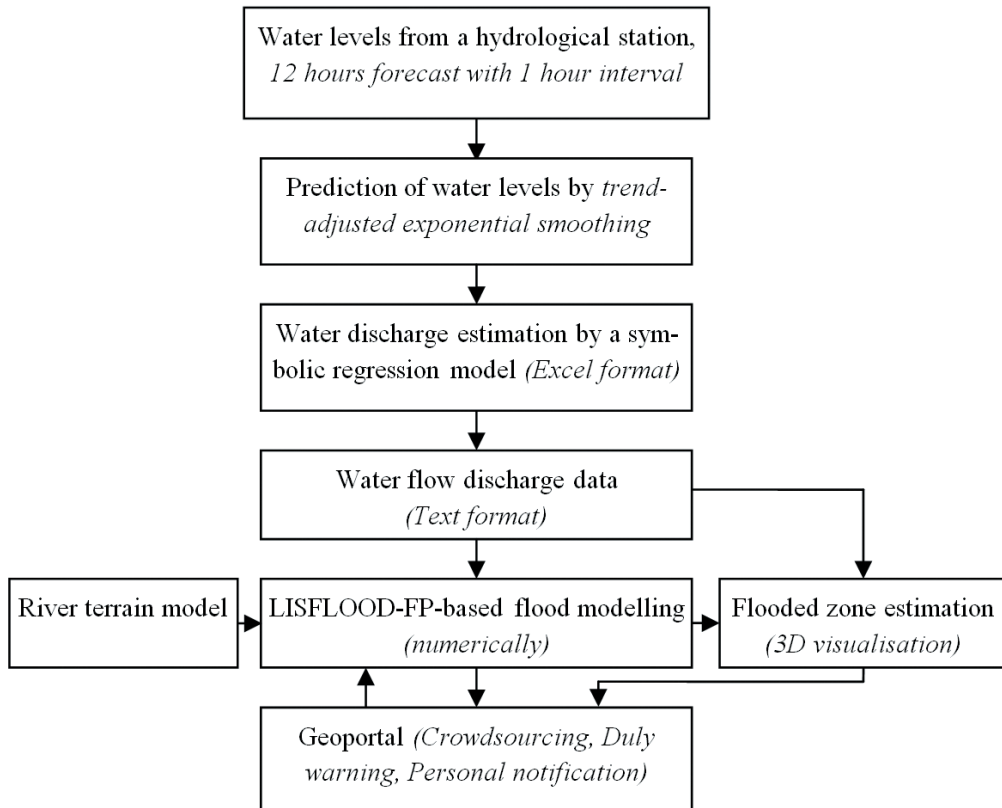 Water levels from a hydrological station,
12 hours forecast with 1 hour interval
Prediction of water levels by trend-
adjusted exponential smoothing
Water discharge estimation by a sym-
bolic regression model (Excel format)
Water flow discharge data
(Text format)
River terrain model
LISFLOOD-FP-based flood modelling
(numerically)
Flooded zone estimation
(3D visualisation)
Geoportal (Crowdsourcing, Duly
warning, Personal notification)